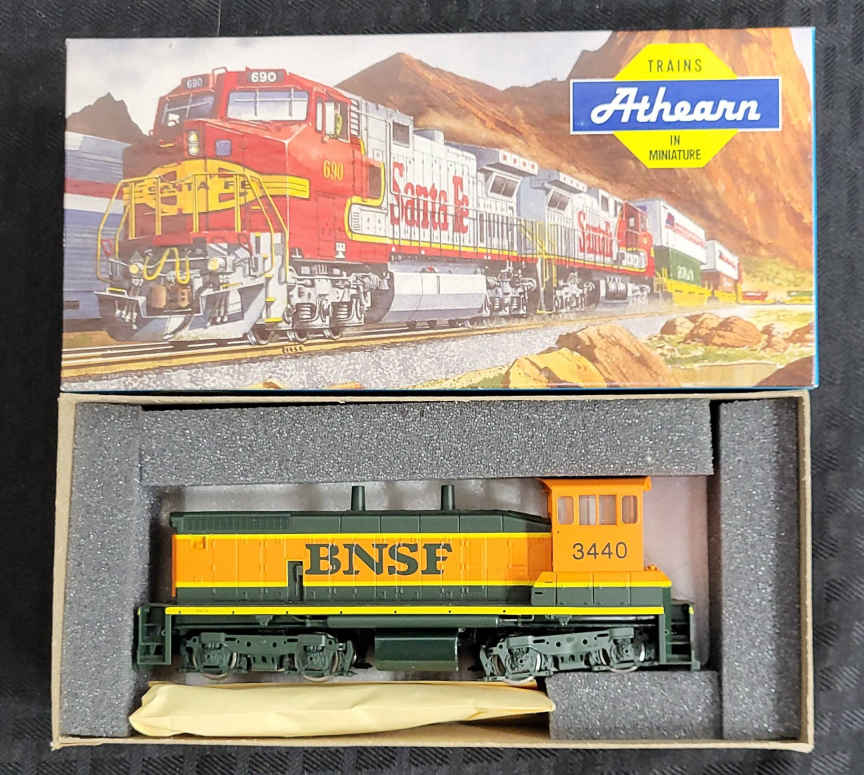 TRAINS
Athearn
IN
MINIATURE
690
690
690
SANTA FE
Santa Fe
Santa Fe
BNSF
3440